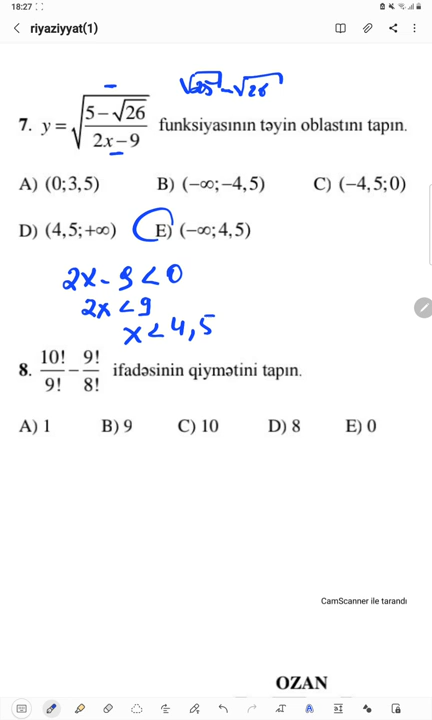 18:27
riyaziyyat(1)
√25 − √26
7. y = √((5 − √26)/(2x − 9)) funksiyasının təyin oblastını tapın.
A) (0;3,5) B) (−∞;−4,5) C) (−4,5;0)
D) (4,5;+∞) E) (−∞;4,5)
2x - 9 < 0
2x < 9
x < 4,5
8. 10!/9! − 9!/8! ifadəsinin qiymətini tapın.
A) 1 B) 9 C) 10 D) 8 E) 0
CamScanner ile tarandı
OZAN